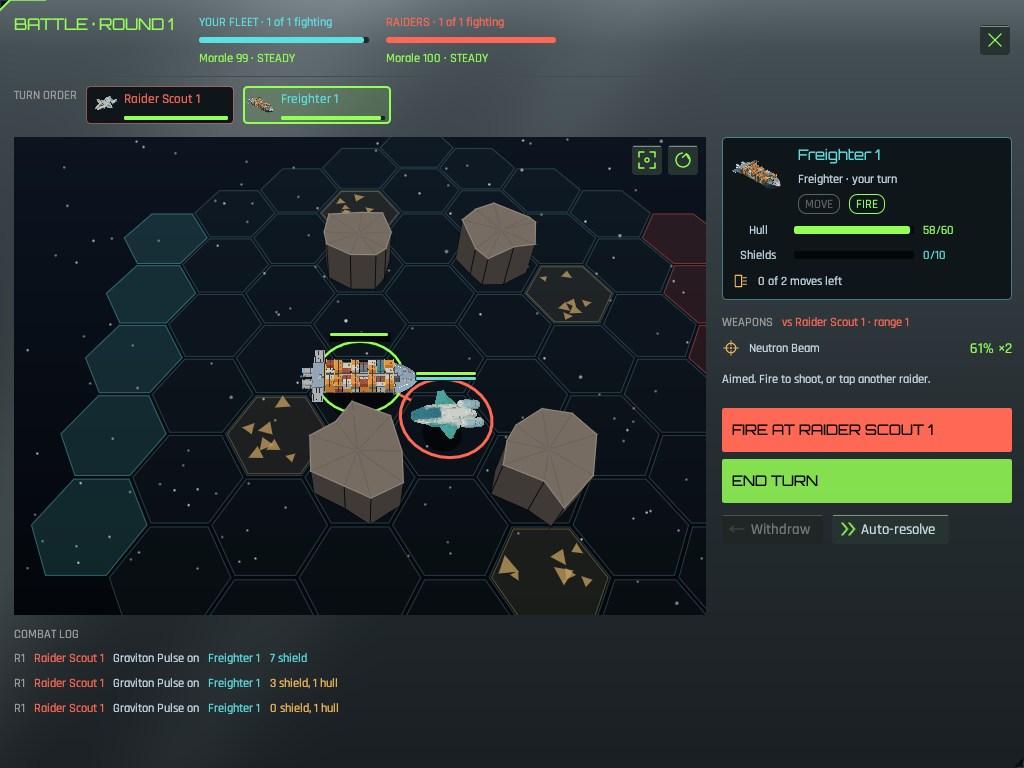 BATTLE · ROUND 1
YOUR FLEET · 1 of 1 fighting
Morale 99 · STEADY
RAIDERS · 1 of 1 fighting
Morale 100 · STEADY
TURN ORDER
Raider Scout 1
Freighter 1
Freighter 1
Freighter · your turn
MOVE
FIRE
Hull 58/60
Shields 0/10
0 of 2 moves left
WEAPONS vs Raider Scout 1 · range 1
Neutron Beam 61% ×2
Aimed. Fire to shoot, or tap another raider.
FIRE AT RAIDER SCOUT 1
END TURN
Withdraw
Auto-resolve
COMBAT LOG
R1 Raider Scout 1 Graviton Pulse on Freighter 1 7 shield
R1 Raider Scout 1 Graviton Pulse on Freighter 1 3 shield, 1 hull
R1 Raider Scout 1 Graviton Pulse on Freighter 1 0 shield, 1 hull